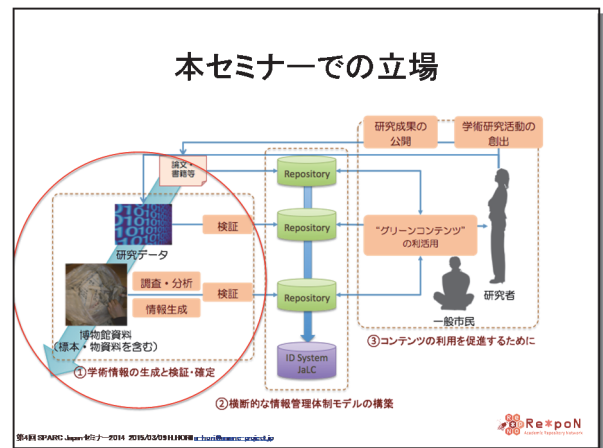 本セミナーでの立場
研究成果の
公開
学術研究活動の
創出
論文・
書籍等
Repository
研究データ
検証
Repository
"グリーンコンテンツ"
の利活用
調査・分析
情報生成
検証
Repository
研究者
一般市民
博物館資料
(標本・物資料を含む)
①学術情報の生成と検証・確定
ID System
JaLC
③コンテンツの利用を促進するために
②横断的な情報管理体制モデルの構築
第4回 SPARC Japanセミナー2014 2015/03/09 H.HORI
Re*poN